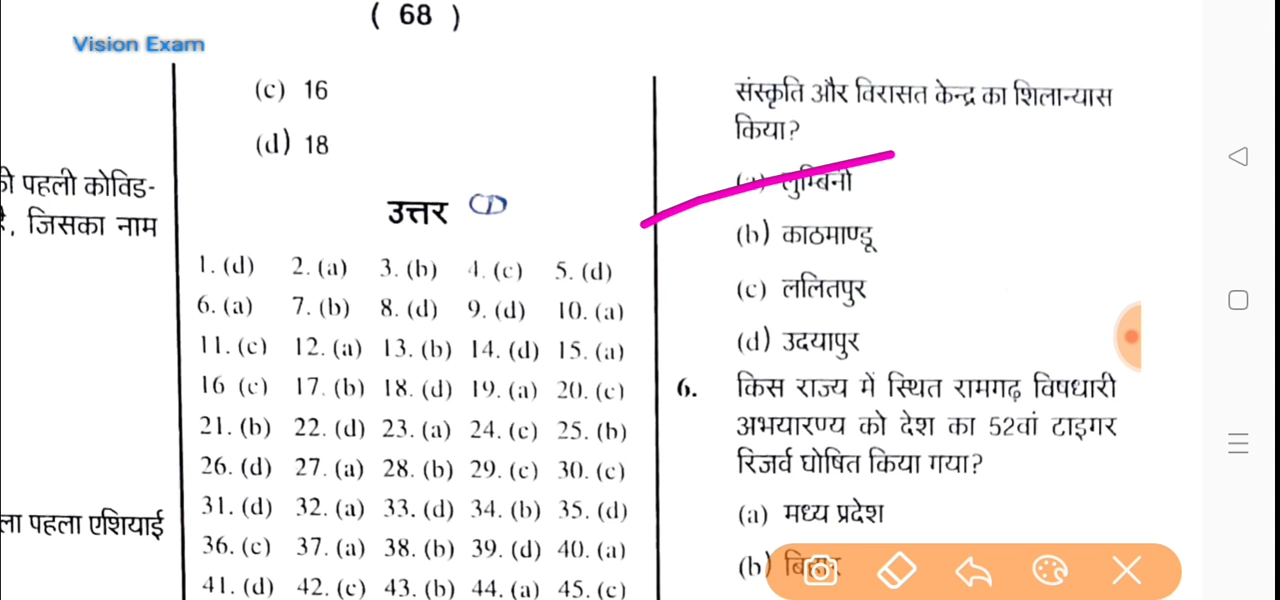 ( 68 )
Vision Exam
ी पहली कोविड-
है, जिसका नाम
ला पहला एशियाई
(c) 16
(d) 18
उत्तर
1. (d) 2. (a) 3. (b) 4. (c) 5. (d)
6. (a) 7. (b) 8. (d) 9. (d) 10. (a)
11. (c) 12. (a) 13. (b) 14. (d) 15. (a)
16 (c) 17. (b) 18. (d) 19. (a) 20. (c)
21. (b) 22. (d) 23. (a) 24. (c) 25. (b)
26. (d) 27. (a) 28. (b) 29. (c) 30. (c)
31. (d) 32. (a) 33. (d) 34. (b) 35. (d)
36. (c) 37. (a) 38. (b) 39. (d) 40. (a)
41. (d) 42. (c) 43. (b) 44. (a) 45. (c)
संस्कृति और विरासत केन्द्र का शिलान्यास
किया?
(a) लुम्बिनी
(b) काठमाण्डू
(c) ललितपुर
(d) उदयापुर
6. किस राज्य में स्थित रामगढ़ विषधारी
अभयारण्य को देश का 52वां टाइगर
रिजर्व घोषित किया गया?
(a) मध्य प्रदेश
(b) बिहार